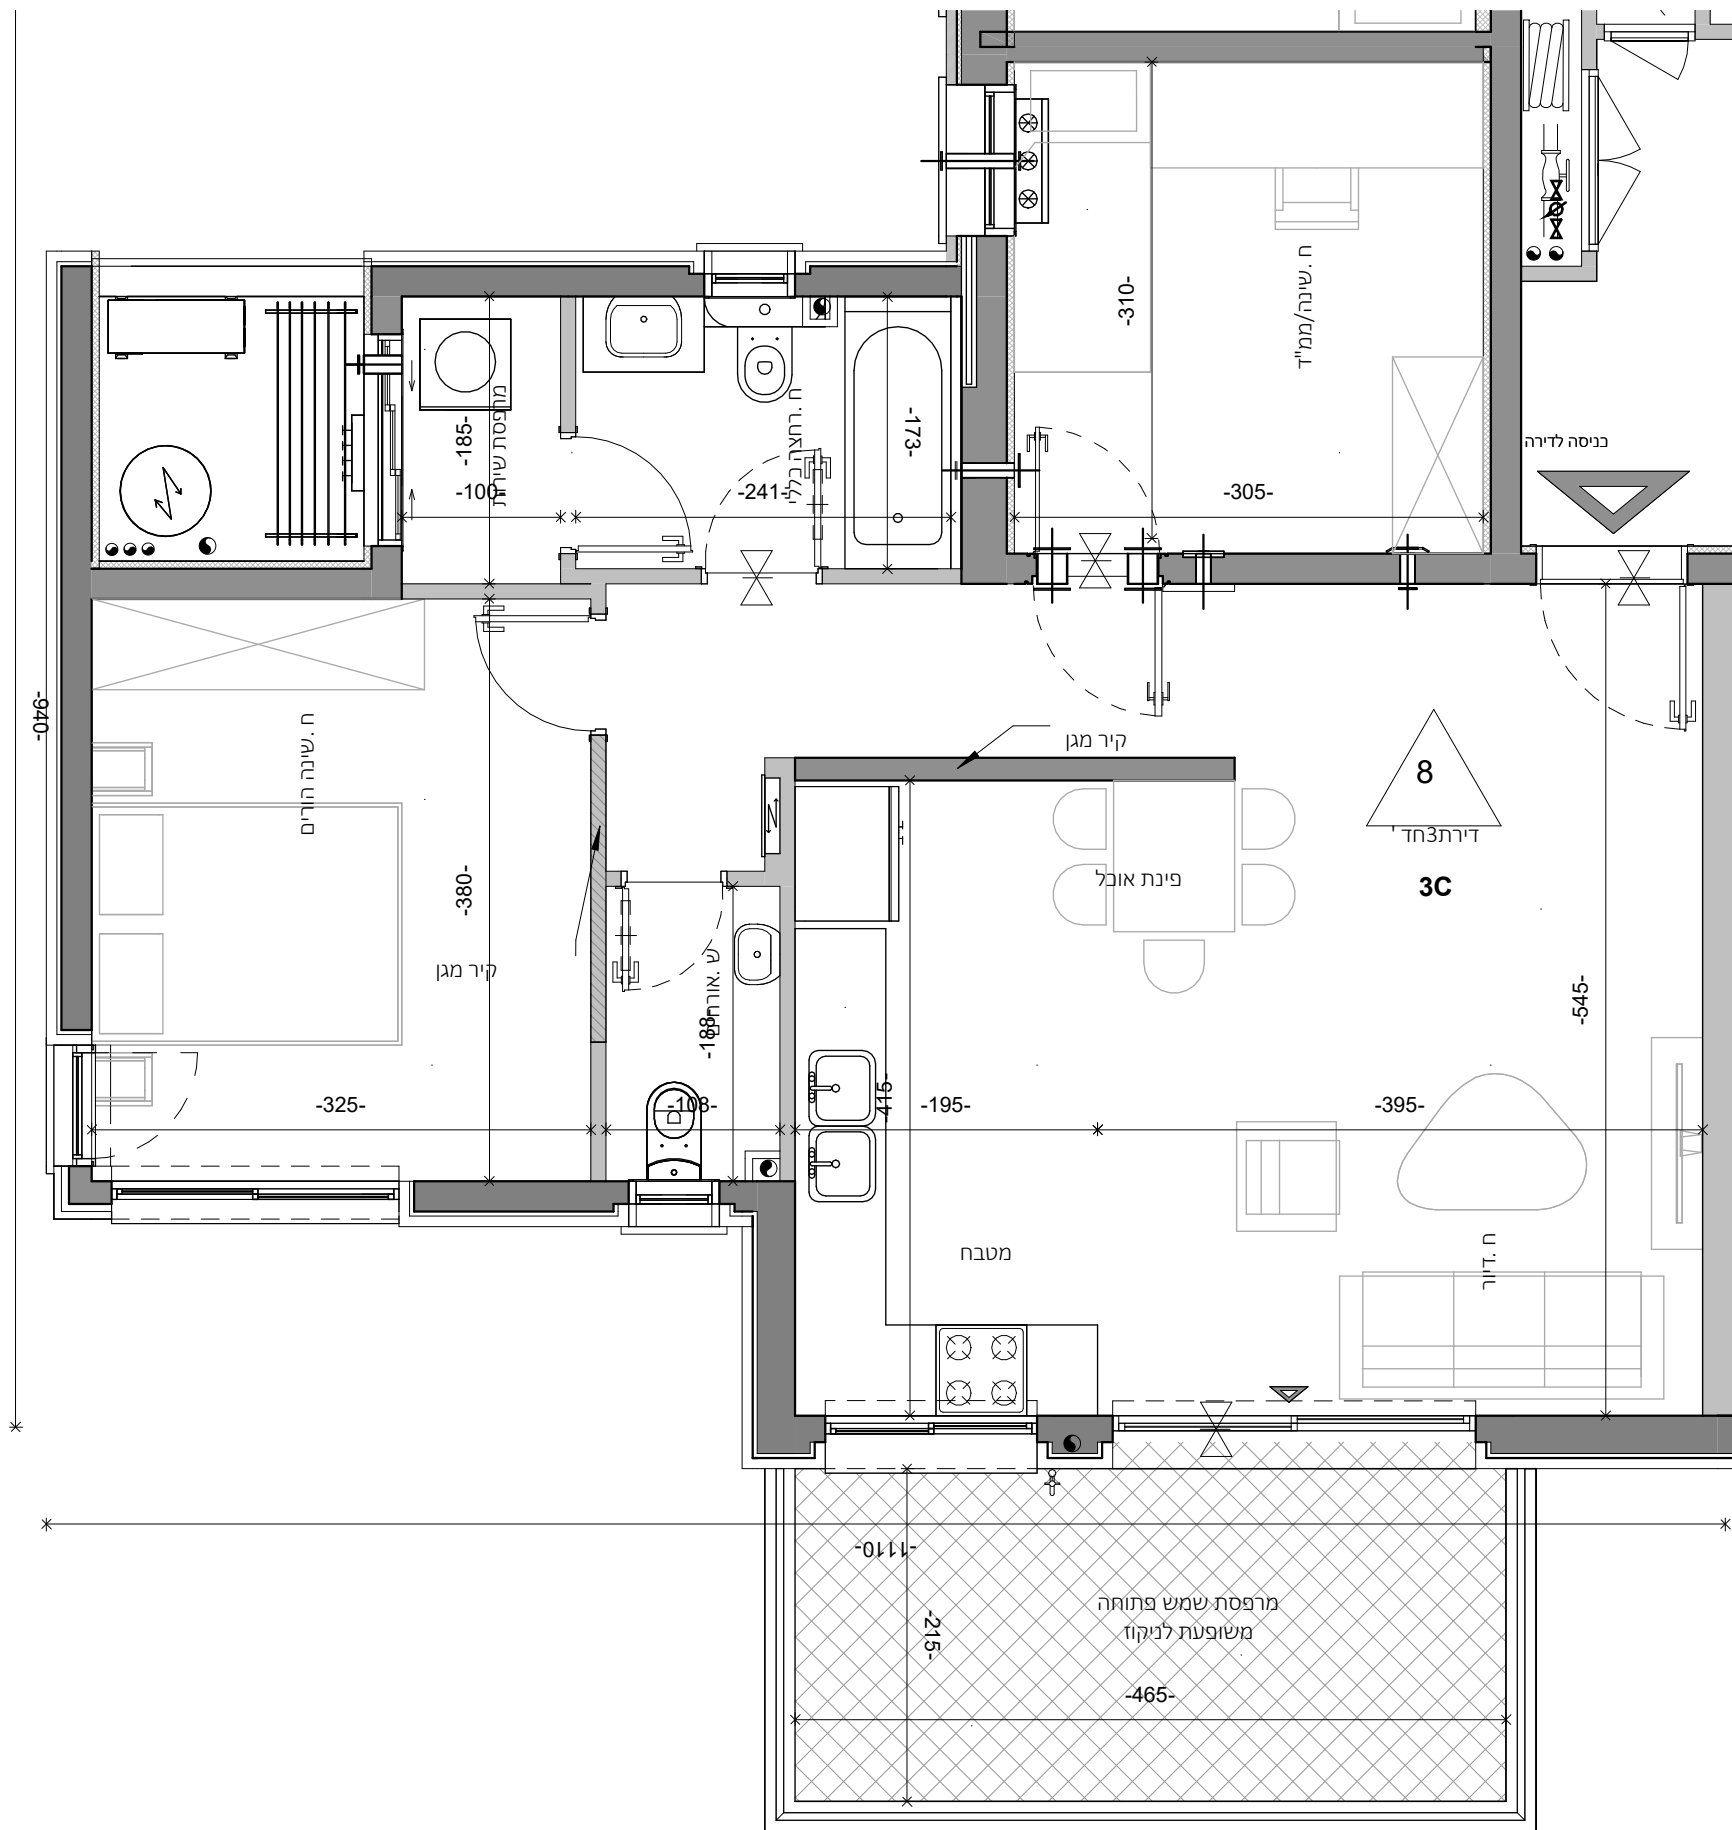 -310-
ח .שינה/ממ"ד
-305-
כניסה לדירה
-185-
מרפסת שירות
-100-
ח .רחצה כללי
-241-
-173-
-940-
ח .שינה הורים
-380-
קיר מגן
-325-
קיר מגן
8
דירת3חד '
3C
פינת אוכל
ש .אורחים
-188-
-108-
-415-
-195-
-395-
-545-
מטבח
ח .דיור
-1110-
מרפסת שמש פתוחה
משופעת לניקוז
-215-
-465-